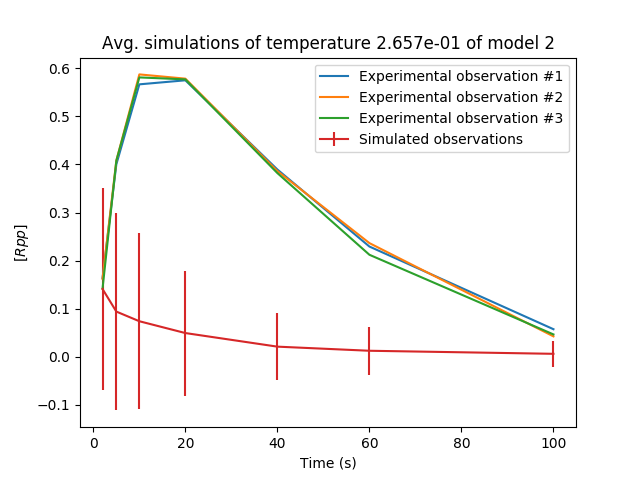 Avg. simulations of temperature 2.657e-01 of model 2
Experimental observation #1
Experimental observation #2
Experimental observation #3
Simulated observations
[Rpp]
0.6
0.5
0.4
0.3
0.2
0.1
0.0
−0.1
0 20 40 60 80 100
Time (s)